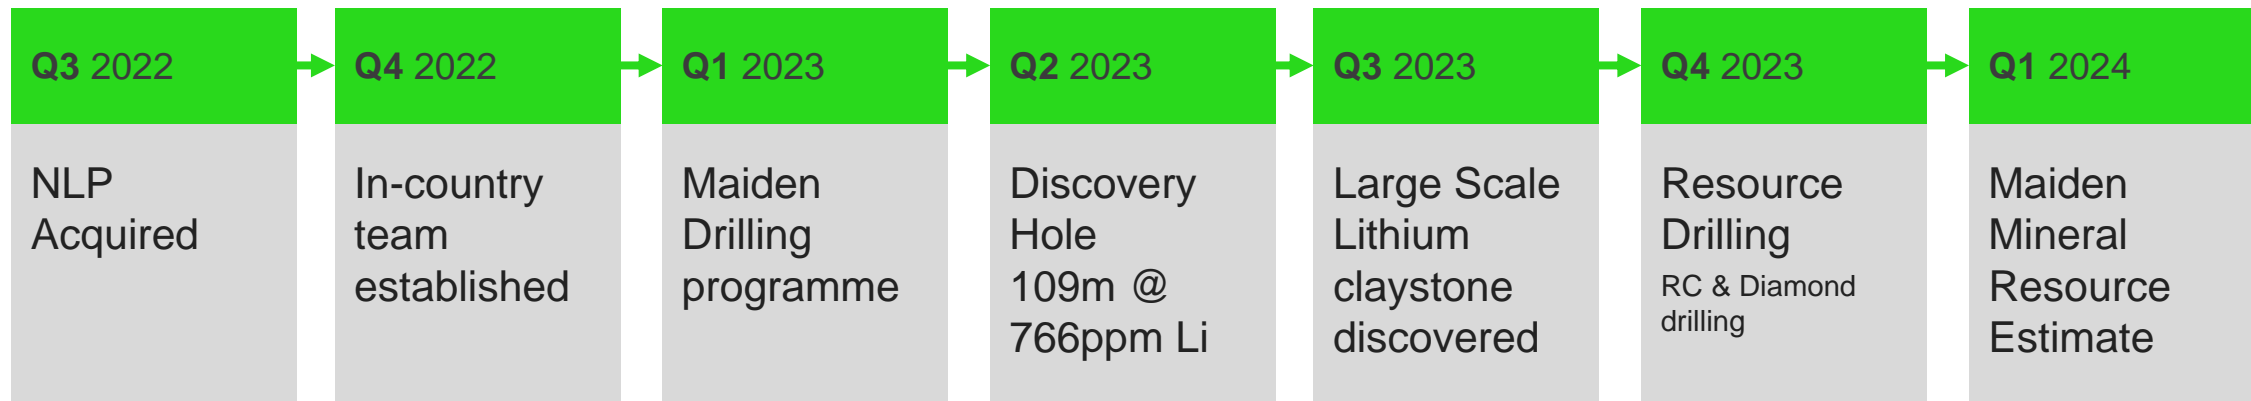 Q3 2022
NLP
Acquired
Q4 2022
In-country
team
established
Q1 2023
Maiden
Drilling
programme
Q2 2023
Discovery
Hole
109m @
766ppm Li
Q3 2023
Large Scale
Lithium
claystone
discovered
Q4 2023
Resource
Drilling
RC & Diamond
drilling
Q1 2024
Maiden
Mineral
Resource
Estimate